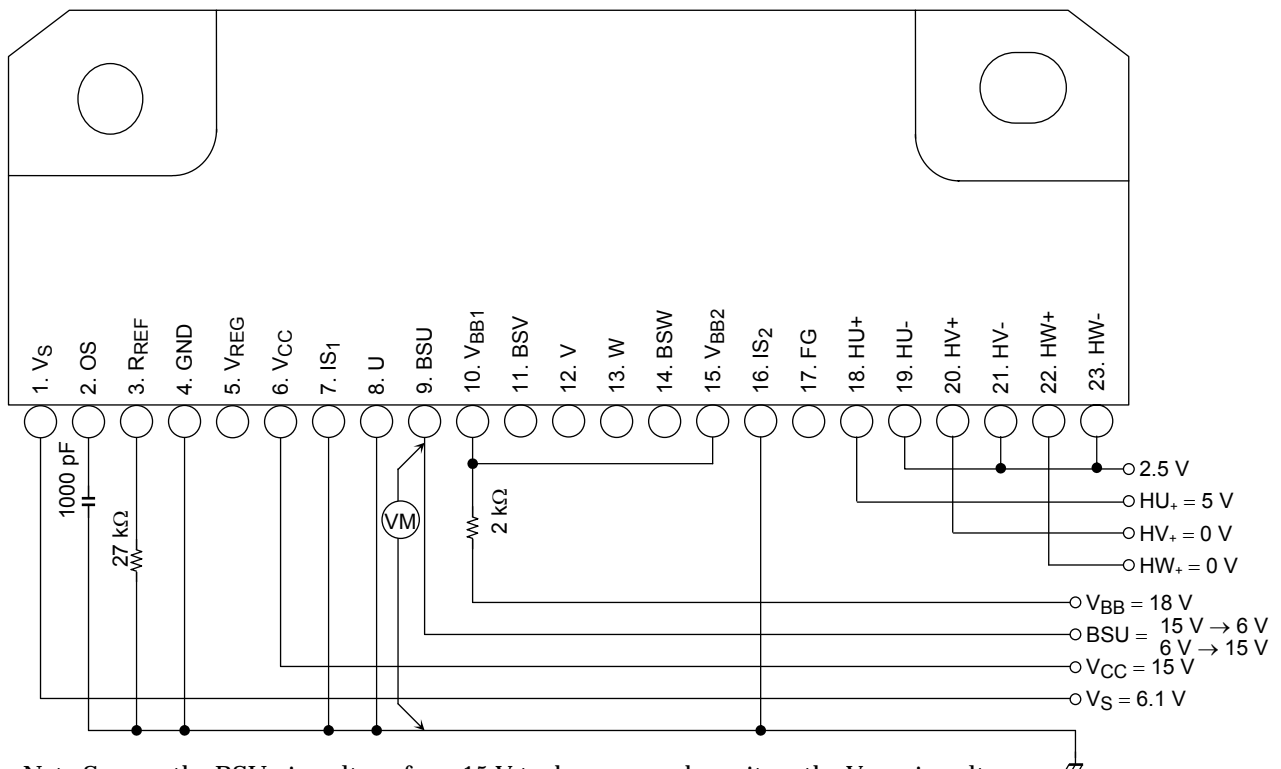 1. VS
2. OS
3. RREF
4. GND
5. VREG
6. VCC
7. IS1
8. U
9. BSU
10. VBB1
11. BSV
12. V
13. W
14. BSW
15. VBB2
16. IS2
17. FG
18. HU+
19. HU-
20. HV+
21. HV-
22. HW+
23. HW-
1000 pF
27 kΩ
VM
2 kΩ
2.5 V
HU+ = 5 V
HV+ = 0 V
HW+ = 0 V
VBB = 18 V
BSU = 15 V → 6 V
6 V → 15 V
VCC = 15 V
VS = 6.1 V